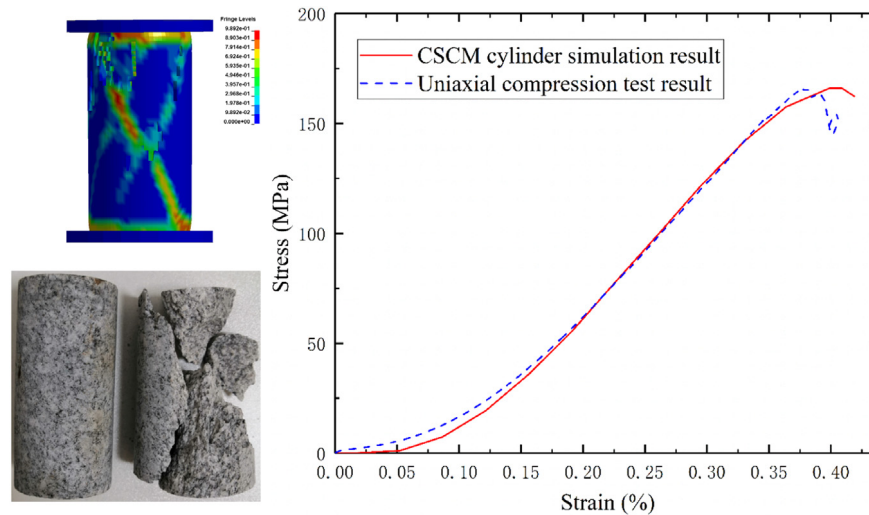 Fringe Levels
9.892e-01
8.903e-01
7.914e-01
6.924e-01
5.935e-01
4.946e-01
3.957e-01
2.968e-01
1.978e-01
9.892e-02
0.000e+00
CSCM cylinder simulation result
Uniaxial compression test result
200
150
100
50
0
Stress (MPa)
0.00 0.05 0.10 0.15 0.20 0.25 0.30 0.35 0.40
Strain (%)